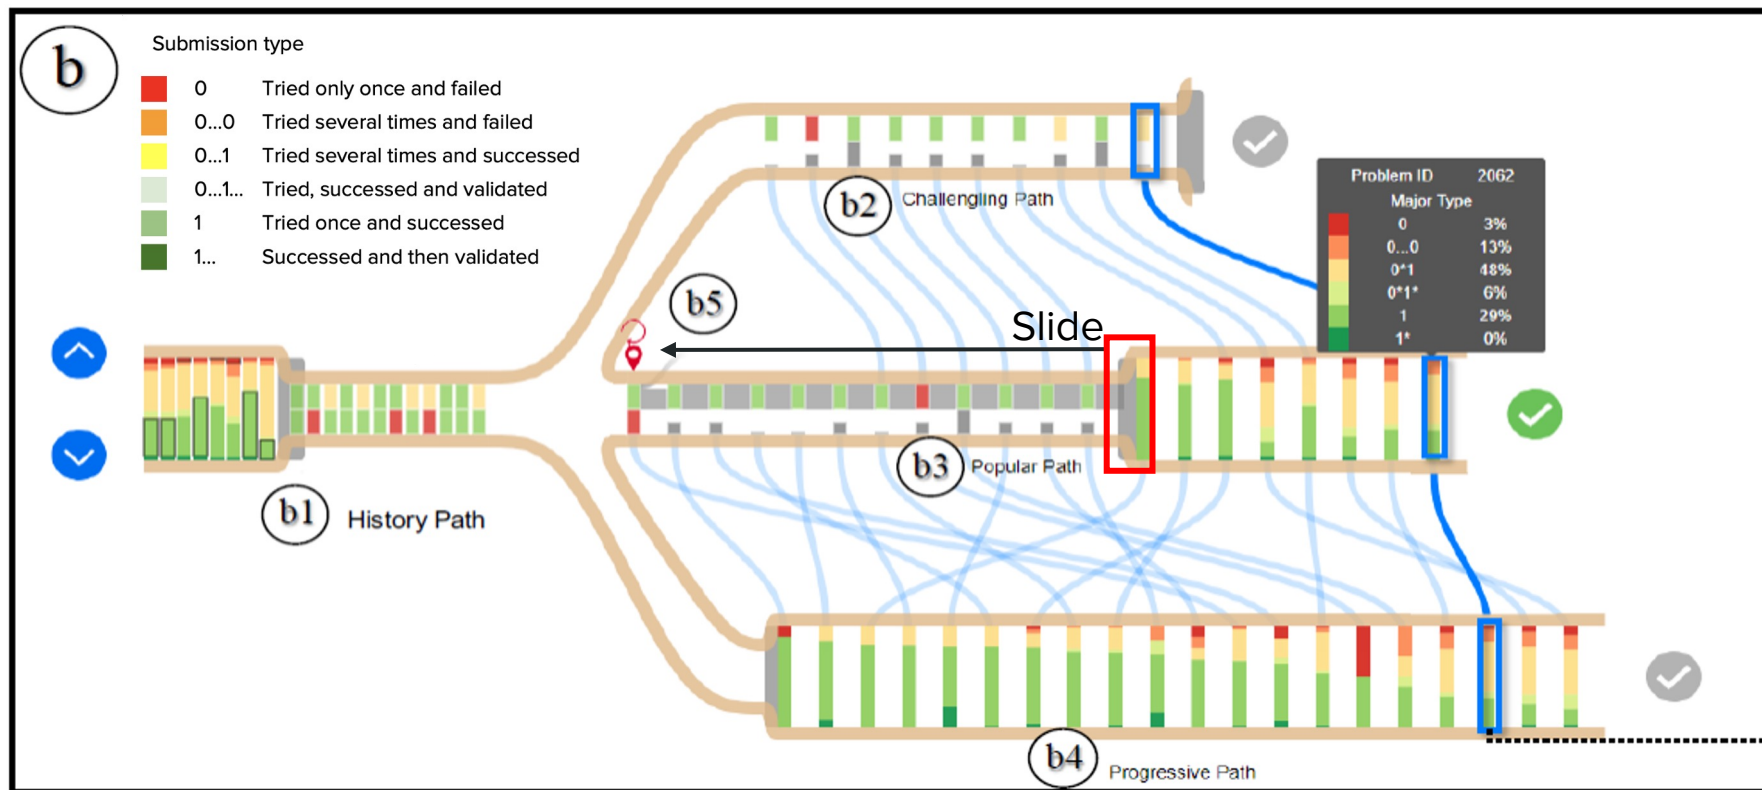 b
Submission type
0 Tried only once and failed
0...0 Tried several times and failed
0...1 Tried several times and successed
0...1... Tried, successed and validated
1 Tried once and successed
1... Successed and then validated
b2 Challengling Path
Problem ID 2062
Major Type
0 3%
0...0 13%
0*1 48%
0*1* 6%
1 29%
1* 0%
b5
Slide
b3 Popular Path
b1 History Path
b4 Progressive Path